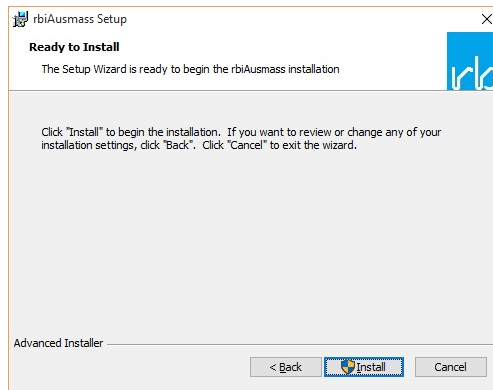 rbiAusmass Setup
Ready to Install
The Setup Wizard is ready to begin the rbiAusmass installation
rb
Click "Install" to begin the installation. If you want to review or change any of your
installation settings, click "Back". Click "Cancel" to exit the wizard.
Advanced Installer
< Back
Install
Cancel